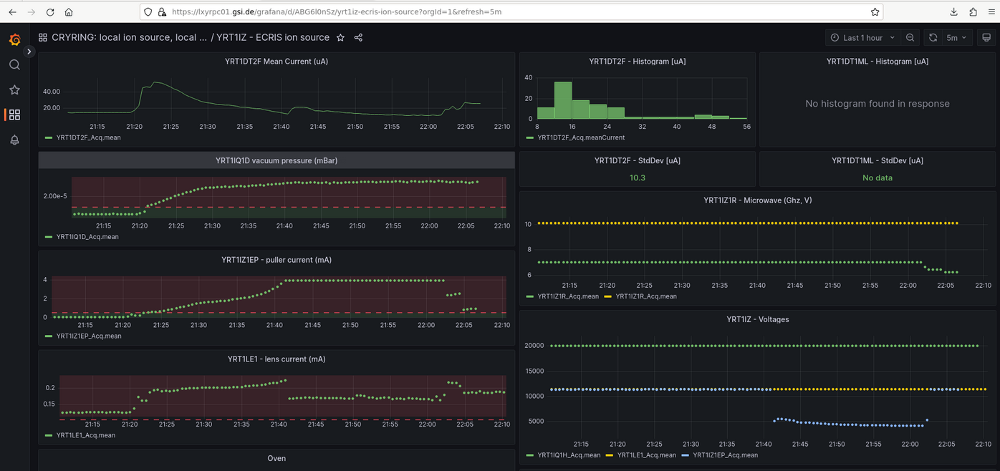 https://lxyrpc01.gsi.de/grafana/d/ABG6l0nSz/yrt1iz-ecris-ion-source?orgId=1&refresh=5m
CRYRING: local ion source, local ... / YRT1IZ - ECRIS ion source
Last 1 hour
5m
YRT1DT2F Mean Current (uA)
40.00
20.00
21:15 21:20 21:25 21:30 21:35 21:40 21:45 21:50 21:55 22:00 22:05 22:10
YRT1DT2F_Acq.mean
YRT1DT2F - Histogram [uA]
40
20
0
8 16 24 32 40 48 56
YRT1DT2F_Acq.meanCurrent
YRT1DT1ML - Histogram [uA]
No histogram found in response
YRT1IQ1D vacuum pressure (mBar)
2.00e-5
21:15 21:20 21:25 21:30 21:35 21:40 21:45 21:50 21:55 22:00 22:05 22:10
YRT1IQ1D_Acq.mean
YRT1DT2F - StdDev [uA]
10.3
YRT1DT1ML - StdDev [uA]
No data
YRT1IZ1R - Microwave (Ghz, V)
10
8
6
21:15 21:20 21:25 21:30 21:35 21:40 21:45 21:50 21:55 22:00 22:05 22:10
YRT1IZ1R_Acq.mean YRT1IZ1R_Acq.mean
YRT1IZ1EP - puller current (mA)
4
2
0
21:15 21:20 21:25 21:30 21:35 21:40 21:45 21:50 21:55 22:00 22:05 22:10
YRT1IZ1EP_Acq.mean
YRT1IZ - Voltages
20000
15000
10000
5000
21:15 21:20 21:25 21:30 21:35 21:40 21:45 21:50 21:55 22:00 22:05 22:10
YRT1IQ1H_Acq.mean YRT1LE1_Acq.mean YRT1IZ1EP_Acq.mean
YRT1LE1 - lens current (mA)
0.2
0.15
21:15 21:20 21:25 21:30 21:35 21:40 21:45 21:50 21:55 22:00 22:05 22:10
YRT1LE1_Acq.mean
Oven